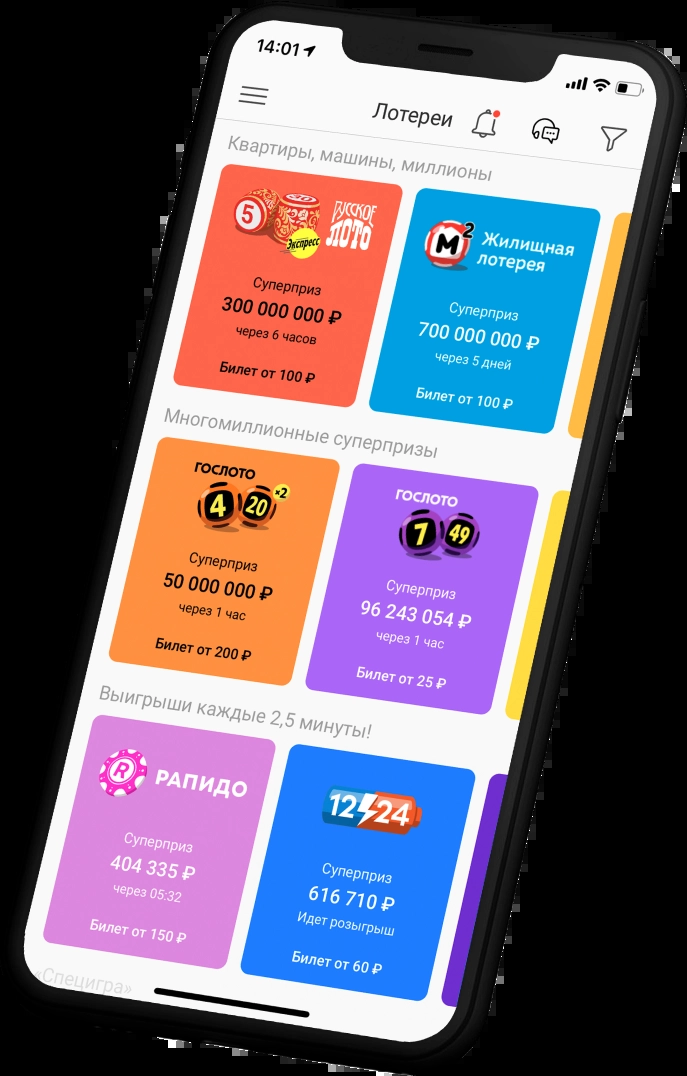 14:01
Лотереи
Квартиры, машины, миллионы
5
Экспресс
РУССКОЕ
ЛОТО
Суперприз
300 000 000 ₽
через 6 часов
Билет от 100 ₽
М²
Жилищная
лотерея
Суперприз
700 000 000 ₽
через 5 дней
Билет от 100 ₽
Многомиллионные суперпризы
ГОСЛОТО
4 20 x2
Суперприз
50 000 000 ₽
через 1 час
Билет от 200 ₽
ГОСЛОТО
7 49
Суперприз
96 243 054 ₽
через 1 час
Билет от 25 ₽
Выигрыши каждые 2,5 минуты!
R
РАПИДО
Суперприз
404 335 ₽
через 05:32
Билет от 150 ₽
12 24
Суперприз
616 710 ₽
Идет розыгрыш
Билет от 60 ₽
«Специгра»